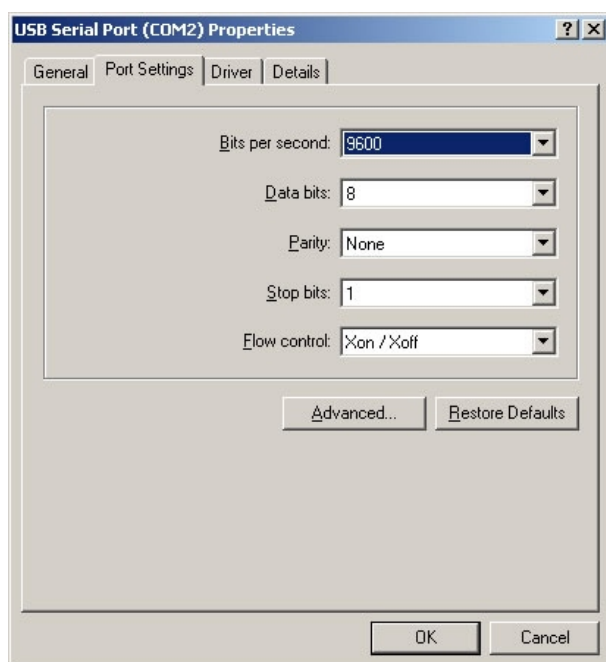 USB Serial Port (COM2) Properties ? X
General Port Settings Driver Details
Bits per second: 9600
Data bits: 8
Parity: None
Stop bits: 1
Flow control: Xon / Xoff
Advanced... Restore Defaults
OK Cancel